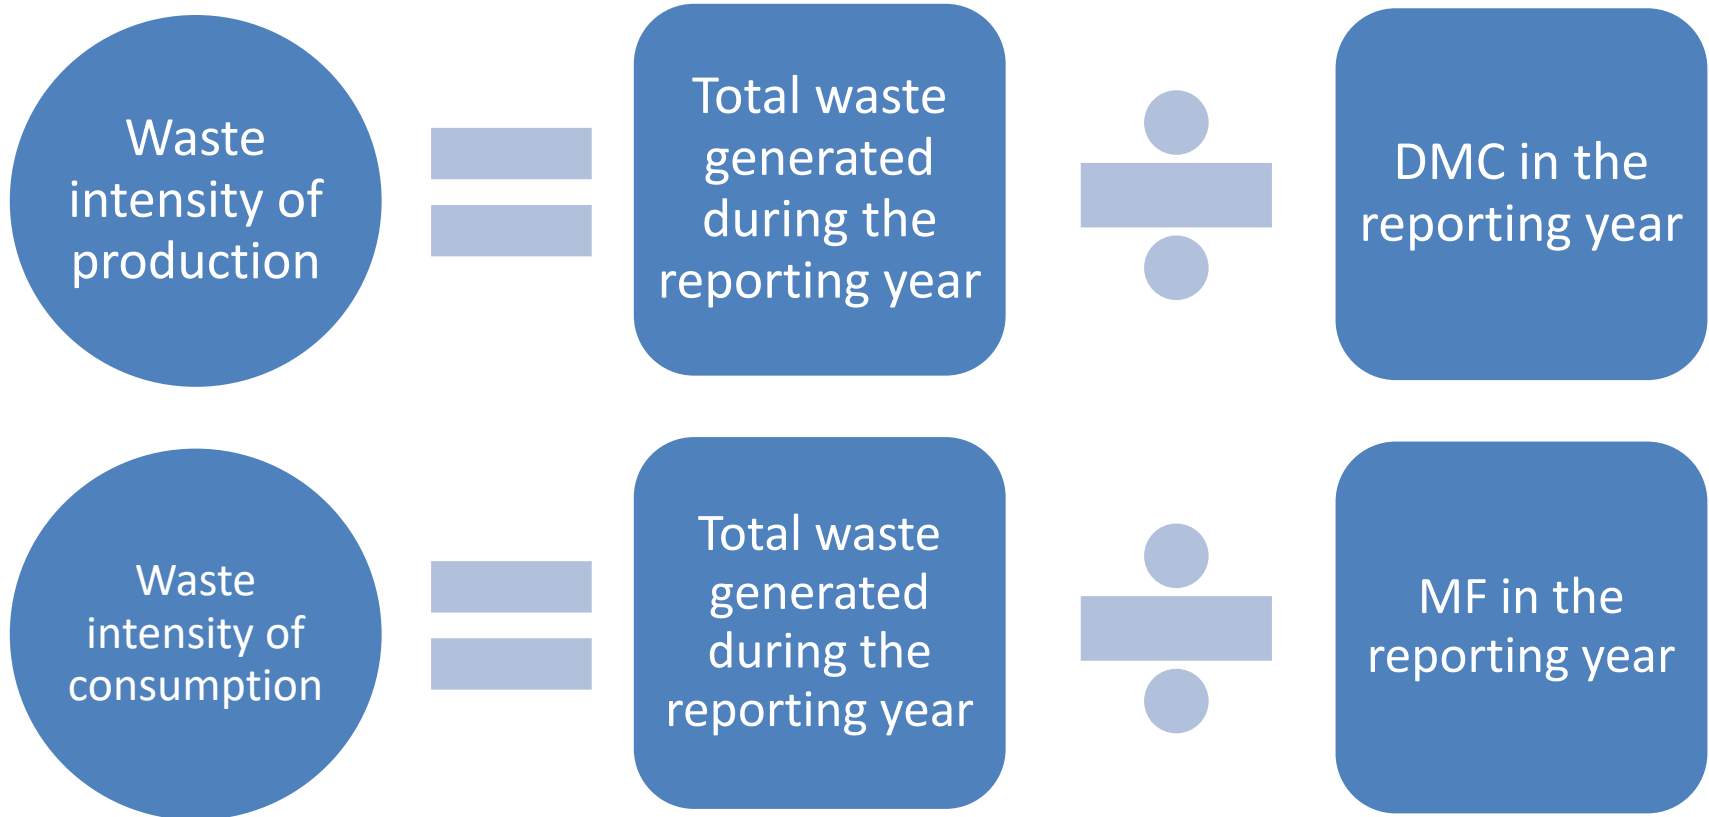 Waste
intensity of
production
Total waste
generated
during the
reporting year
DMC in the
reporting year
Waste
intensity of
consumption
Total waste
generated
during the
reporting year
MF in the
reporting year